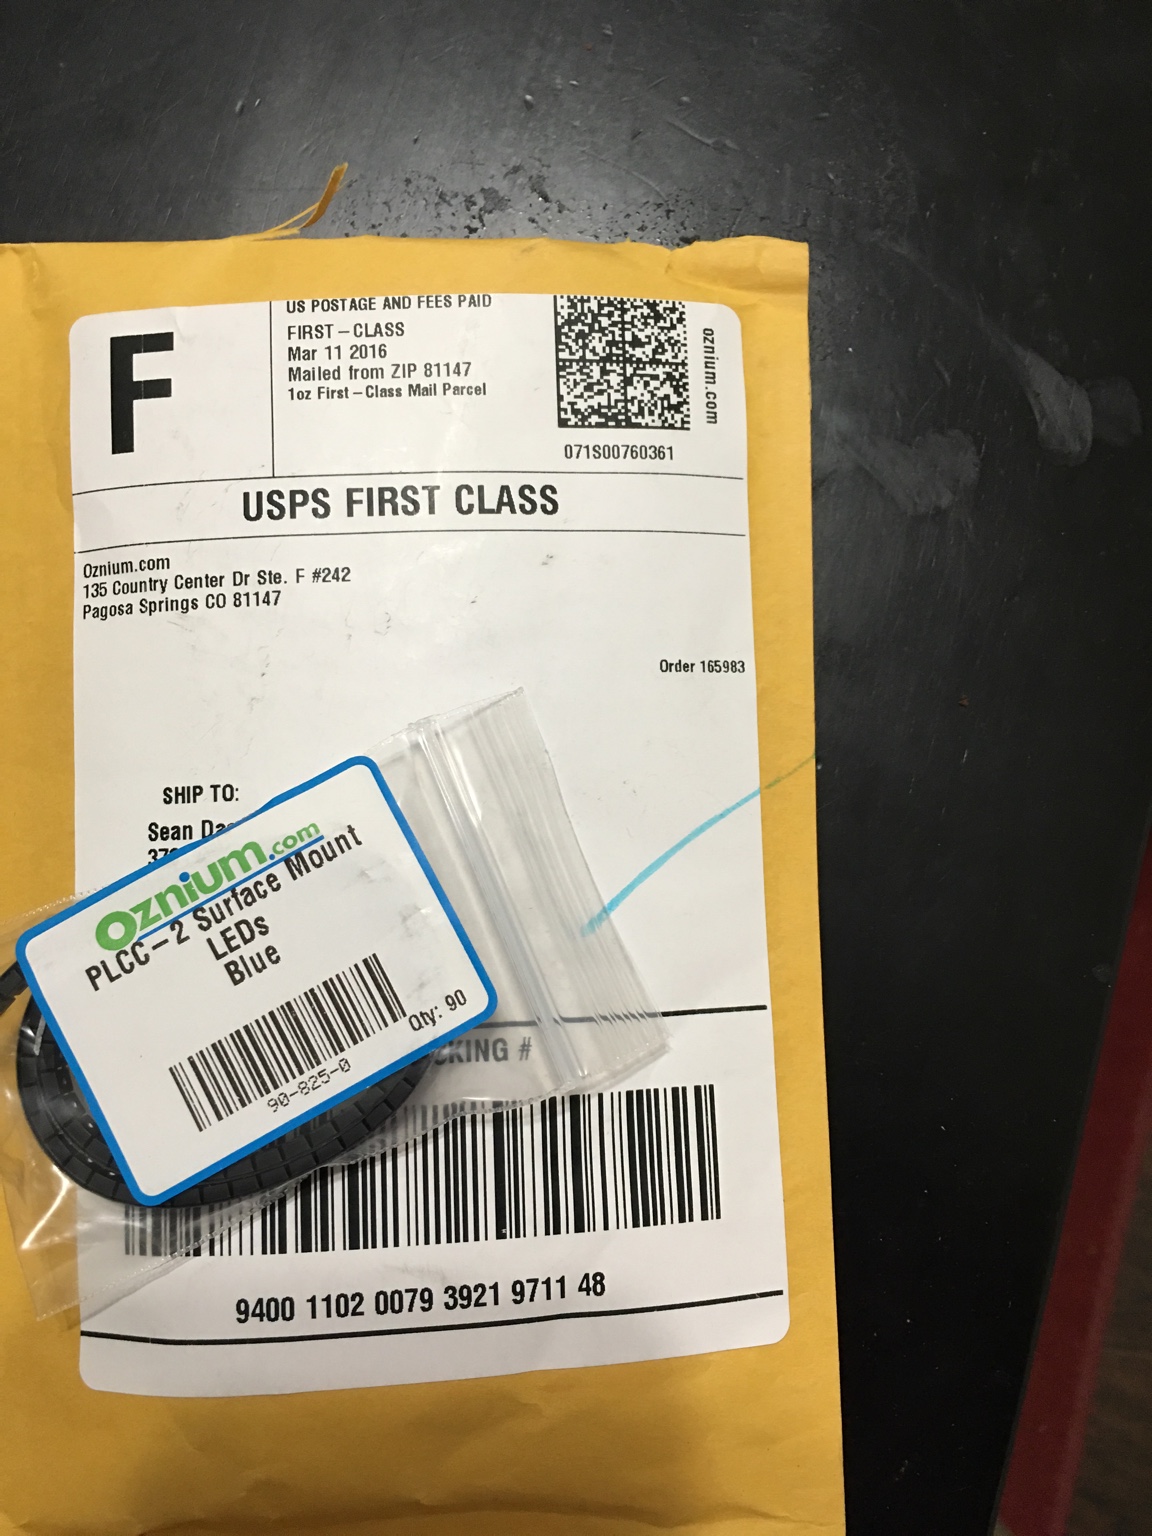 F
US POSTAGE AND FEES PAID
FIRST-CLASS
Mar 11 2016
Mailed from ZIP 81147
1oz First-Class Mail Parcel
oznium.com
071S00760361
USPS FIRST CLASS
Oznium.com
135 Country Center Dr Ste. F #242
Pagosa Springs CO 81147
Order 165983
SHIP TO:
Sean
Oznium.com
PLCC-2 Surface Mount
LEDs
Blue
Qty: 90
90-825-0
#
9400 1102 0079 3921 9711 48